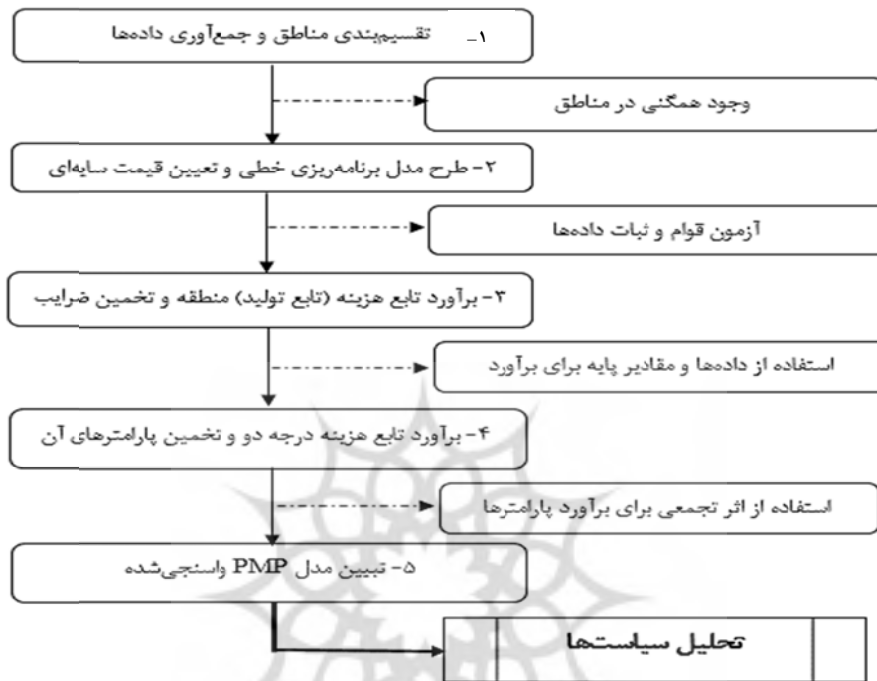 ۱- تقسیم‌بندی مناطق و جمع‌آوری داده‌ها
وجود همگنی در مناطق
۲- طرح مدل برنامه‌ریزی خطی و تعیین قیمت سایه‌ای
آزمون قوام و ثبات داده‌ها
۳- برآورد تابع هزینه (تابع تولید) منطقه و تخمین ضرایب
استفاده از داده‌ها و مقادیر پایه برای برآورد
۴- برآورد تابع هزینه درجه دو و تخمین پارامترهای آن
استفاده از اثر تجمعی برای برآورد پارامترها
۵- تبیین مدل PMP واسنجی‌شده
تحلیل سیاست‌ها